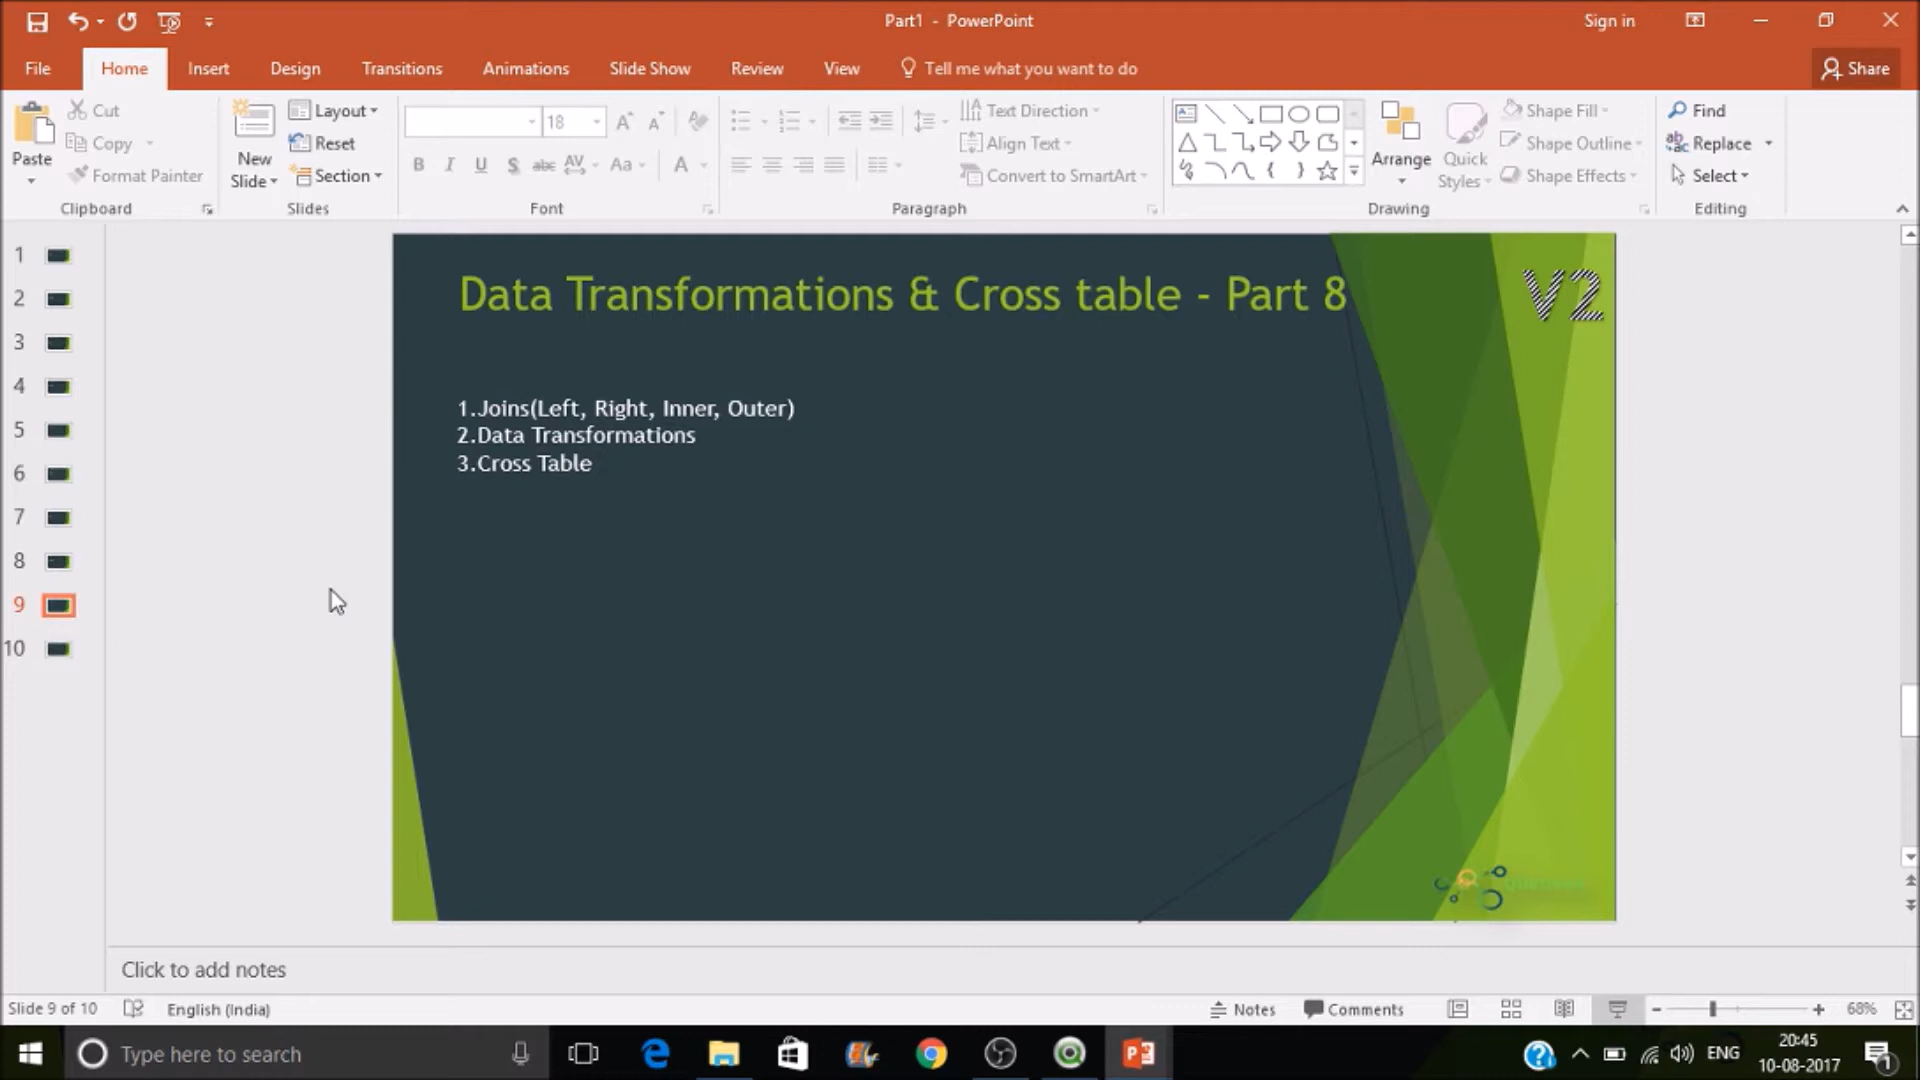 Part1 - PowerPoint
Sign in
File
Home
Insert
Design
Transitions
Animations
Slide Show
Review
View
Tell me what you want to do
Share
Paste
Cut
Copy
Format Painter
Clipboard
New
Slide
Layout
Reset
Section
Slides
18
Font
Text Direction
Align Text
Convert to SmartArt
Paragraph
Arrange
Quick
Styles
Shape Fill
Shape Outline
Shape Effects
Drawing
Find
Replace
Select
Editing
1
2
3
4
5
6
7
8
9
10
Data Transformations & Cross table - Part 8
V2
1.Joins(Left, Right, Inner, Outer)
2.Data Transformations
3.Cross Table
Click to add notes
Slide 9 of 10
English (India)
Notes
Comments
68%
Type here to search
ENG
20:45
10-08-2017
1